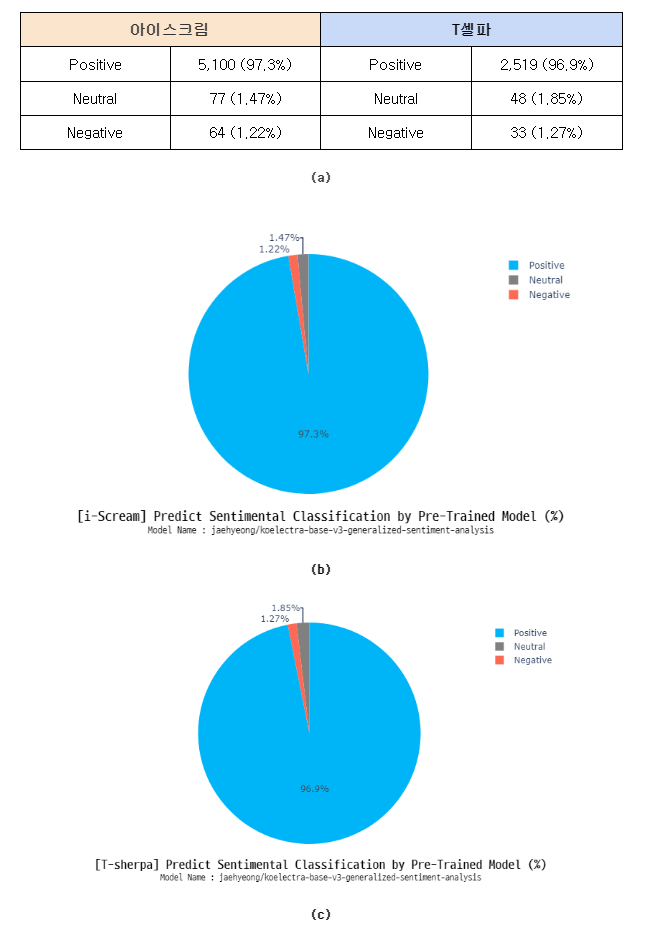 아이스크림 T셀파
Positive 5,100 (97.3%) Positive 2,519 (96.9%)
Neutral 77 (1.47%) Neutral 48 (1.85%)
Negative 64 (1.22%) Negative 33 (1.27%)
(a)
1.47%
1.22%
Positive
Neutral
Negative
97.3%
[i-Scream] Predict Sentimental Classification by Pre-Trained Model (%)
Model Name : jaehyeong/koelectra-base-v3-generalized-sentiment-analysis
(b)
1.85%
1.27%
Positive
Neutral
Negative
96.9%
[T-sherpa] Predict Sentimental Classification by Pre-Trained Model (%)
Model Name : jaehyeong/koelectra-base-v3-generalized-sentiment-analysis
(c)